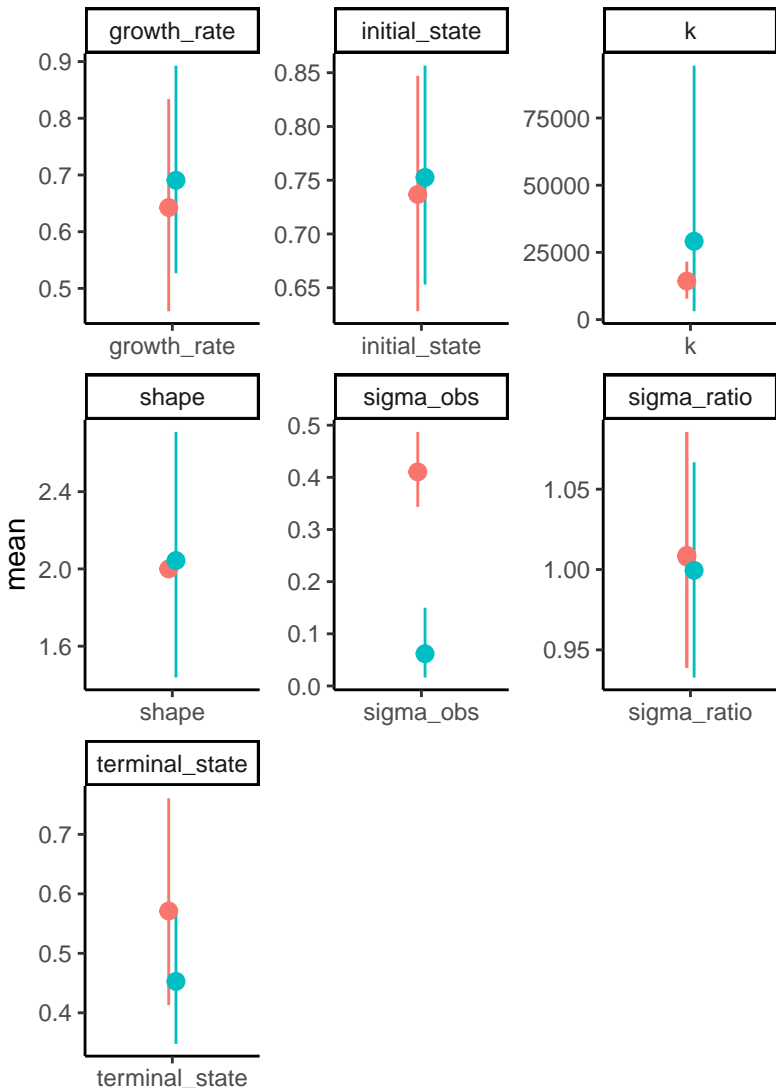 growth_rate
initial_state
k
0.9
0.8
0.7
0.6
0.5
growth_rate
0.85
0.80
0.75
0.70
0.65
initial_state
75000
50000
25000
0
k
shape
sigma_obs
sigma_ratio
mean
2.4
2.0
1.6
shape
0.5
0.4
0.3
0.2
0.1
0.0
sigma_obs
1.05
1.00
0.95
sigma_ratio
terminal_state
0.7
0.6
0.5
0.4
terminal_state